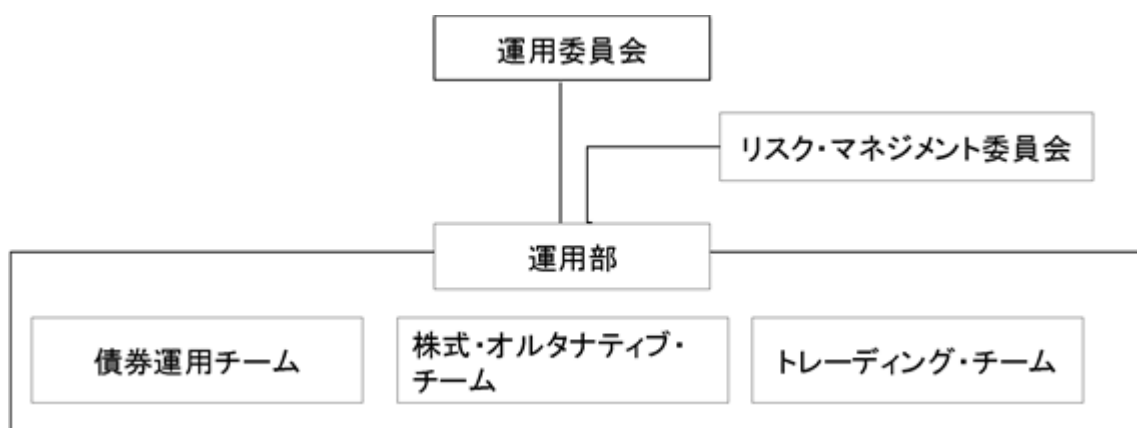 運用委員会
リスク・マネジメント委員会
運用部
債券運用チーム
株式・オルタナティブ・
チーム
トレーディング・チーム